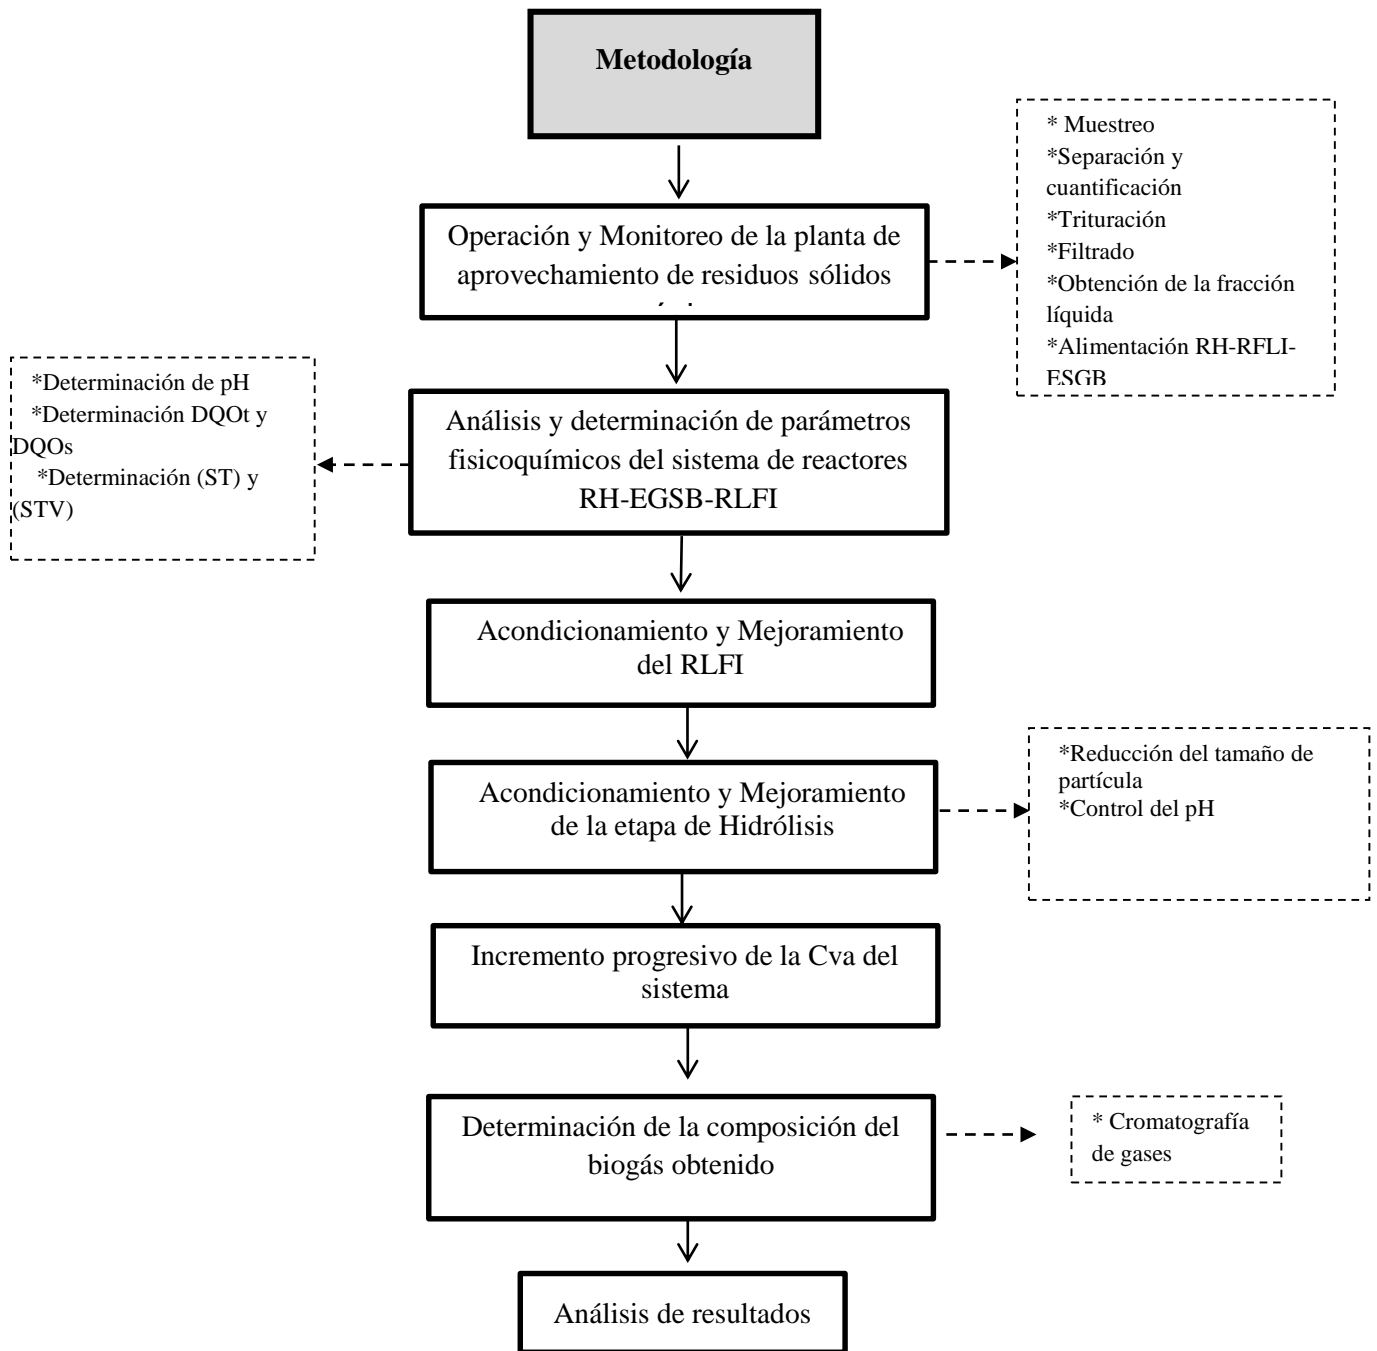 Metodología
Operación y Monitoreo de la planta de
aprovechamiento de residuos sólidos
* Muestreo
*Separación y
cuantificación
*Trituración
*Filtrado
*Obtención de la fracción
líquida
*Alimentación RH-RFLI-
ESGB
Análisis y determinación de parámetros
fisicoquímicos del sistema de reactores
RH-EGSB-RLFI
*Determinación de pH
*Determinación DQOt y
DQOs
*Determinación (ST) y
(STV)
Acondicionamiento y Mejoramiento
del RLFI
Acondicionamiento y Mejoramiento
de la etapa de Hidrólisis
*Reducción del tamaño de
partícula
*Control del pH
Incremento progresivo de la Cva del
sistema
Determinación de la composición del
biogás obtenido
* Cromatografía
de gases
Análisis de resultados